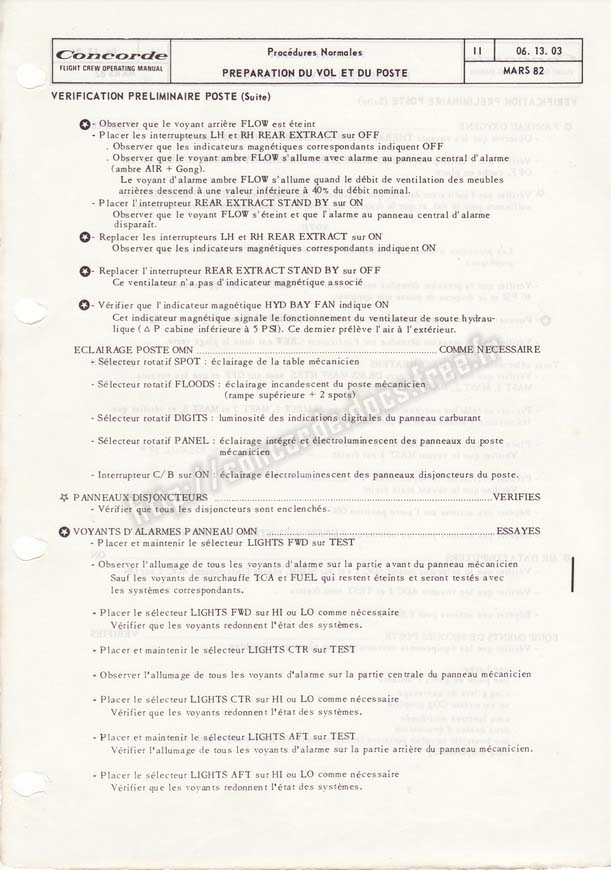 Concorde
FLIGHT CREW OPERATING MANUAL
Procédures Normales
PREPARATION DU VOL ET DU POSTE
11
06. 13. 03
MARS 82
VERIFICATION PRELIMINAIRE POSTE (Suite)
- Observer que le voyant arrière FLOW est éteint
- Placer les interrupteurs LH et RH REAR EXTRACT sur OFF
. Observer que les indicateurs magnétiques correspondants indiquent OFF
. Observer que le voyant ambre FLOW s'allume avec alarme au panneau central d'alarme
(ambre AIR + Gong).
Le voyant d'alarme ambre FLOW s'allume quand le débit de ventilation des meubles
arrières descend à une valeur inférieure à 40% du débit nominal.
- Placer l'interrupteur REAR EXTRACT STAND BY sur ON
Observer que le voyant FLOW s'éteint et que l'alarme au panneau central d'alarme
disparaît.
- Replacer les interrupteurs LH et RH REAR EXTRACT sur ON
Observer que les indicateurs magnétiques correspondants indiquent ON
- Replacer l'interrupteur REAR EXTRACT STAND BY sur OFF
Ce ventilateur n'a pas d'indicateur magnétique associé
- Vérifier que l'indicateur magnétique HYD BAY FAN indique ON
Cet indicateur magnétique signale le fonctionnement du ventilateur de soute hydrau-
lique (△ P cabine inférieure à 5 PSI). Ce dernier prélève l'air à l'extérieur.
ECLAIRAGE POSTE OMN ........ COMME NECESSAIRE
- Sélecteur rotatif SPOT : éclairage de la table mécanicien
- Sélecteur rotatif FLOODS : éclairage incandescent du poste mécanicien
(rampe supérieure + 2 spots)
- Sélecteur rotatif DIGITS : luminosité des indications digitales du panneau carburant
- Sélecteur rotatif PANEL : éclairage intégré et électroluminescent des panneaux du poste
mécanicien
- Interrupteur C/B sur ON : éclairage électroluminescent des panneaux disjoncteurs du poste.
PANNEAUX DISJONCTEURS ........ VERIFIES
- Vérifier que tous les disjoncteurs sont enclenchés.
VOYANTS D'ALARMES PANNEAU OMN ........ ESSAYES
- Placer et maintenir le sélecteur LIGHTS FWD sur TEST
- Observer l'allumage de tous les voyants d'alarme sur la partie avant du panneau mécanicien
Sauf les voyants de surchauffe TCA et FUEL qui restent éteints et seront testés avec
les systèmes correspondants.
- Placer le sélecteur LIGHTS FWD sur HI ou LO comme nécessaire
Vérifier que les voyants redonnent l'état des systèmes.
- Placer et maintenir le sélecteur LIGHTS CTR sur TEST
- Observer l'allumage de tous les voyants d'alarme sur la partie centrale du panneau mécanicien
- Placer le sélecteur LIGHTS CTR sur HI ou LO comme nécessaire
Vérifier que les voyants redonnent l'état des systèmes.
- Placer et maintenir le sélecteur LIGHTS AFT sur TEST
Vérifier l'allumage de tous les voyants d'alarme sur la partie arrière du panneau mécanicien.
- Placer le sélecteur LIGHTS AFT sur HI ou LO comme nécessaire
Vérifier que les voyants redonnent l'état des systèmes.